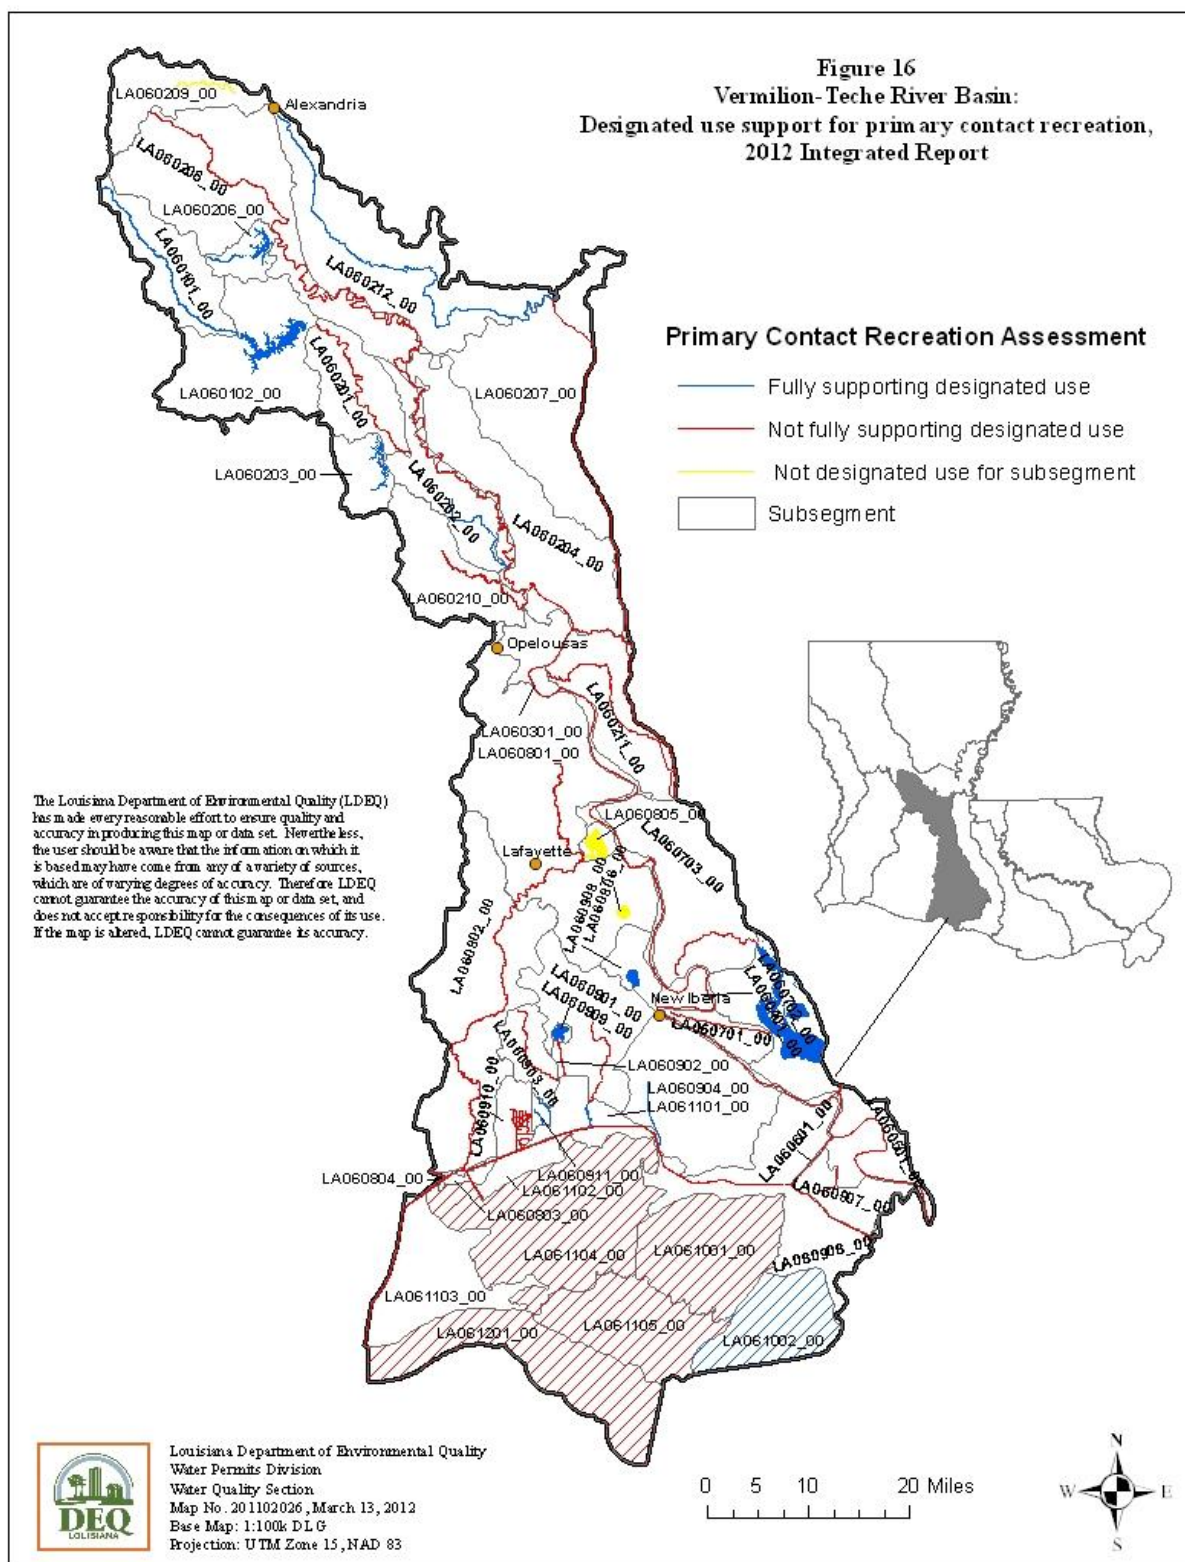 Figure 16
Vermilion-Teche River Basin:
Designated use support for primary contact recreation,
2012 Integrated Report
LA060209_00
Alexandria
LA060208_00
LA060206_00
LA060101_00
LA060212_00
Primary Contact Recreation Assessment
Fully supporting designated use
Not fully supporting designated use
Not designated use for subsegment
Subsegment
LA060102_00
LA060201_00
LA060207_00
LA060203_00
LA060202_00
LA060204_00
LA060210_00
Opelousas
LA060211_00
LA060301_00
LA060801_00
The Louisiana Department of Environmental Quality (LDEQ)
has made every reasonable effort to ensure quality and
accuracy in producing this map or data set. Nevertheless,
the user should be aware that the information on which it
is based may have come from any of a variety of sources,
which are of varying degrees of accuracy. Therefore LDEQ
cannot guarantee the accuracy of this map or data set, and
does not accept responsibility for the consequences of its use.
If the map is altered, LDEQ cannot guarantee its accuracy.
LA060805_00
LA060703_00
Lafayette
LA060908_00
LA060806_00
LA060802_00
LA060901_00
LA060909_00
New Iberia
LA060702_00
LA060401_00
LA060701_00
LA060902_00
LA060903_00
LA060910_00
LA060904_00
LA061101_00
LA060601_00
LA060501_00
LA060804_00
LA060911_00
LA061102_00
LA060907_00
LA060803_00
LA061104_00
LA061001_00
LA060906_00
LA061103_00
LA061201_00
LA061105_00
LA061002_00
DEQ
LOUISIANA
Louisiana Department of Environmental Quality
Water Permits Division
Water Quality Section
Map No. 201102026, March 13, 2012
Base Map: 1:100k DLG
Projection: UTM Zone 15, NAD 83
0 5 10 20 Miles
N
W E
S